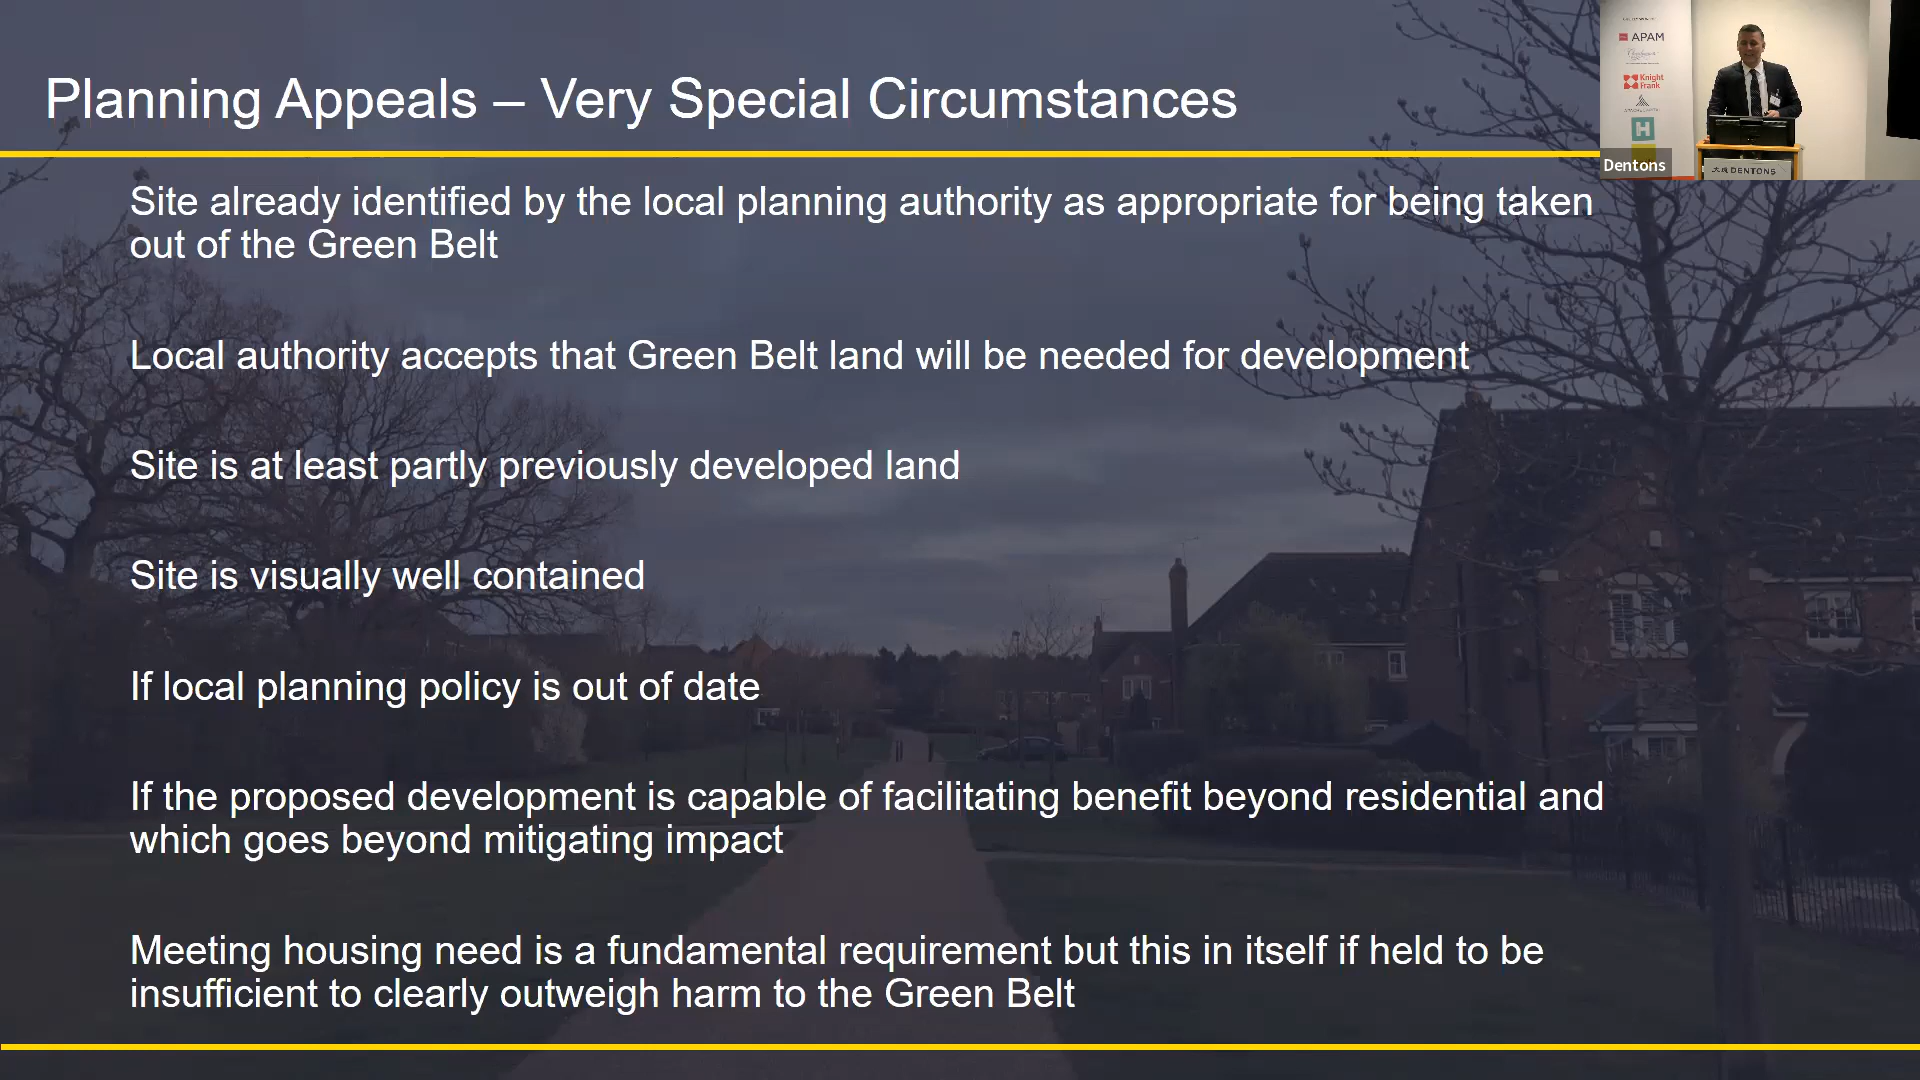 Planning Appeals – Very Special Circumstances
Site already identified by the local planning authority as appropriate for being taken
out of the Green Belt
Local authority accepts that Green Belt land will be needed for development
Site is at least partly previously developed land
Site is visually well contained
If local planning policy is out of date
If the proposed development is capable of facilitating benefit beyond residential and
which goes beyond mitigating impact
Meeting housing need is a fundamental requirement but this in itself if held to be
insufficient to clearly outweigh harm to the Green Belt
APAM
Knight
Frank
H
Dentons
大成 DENTONS